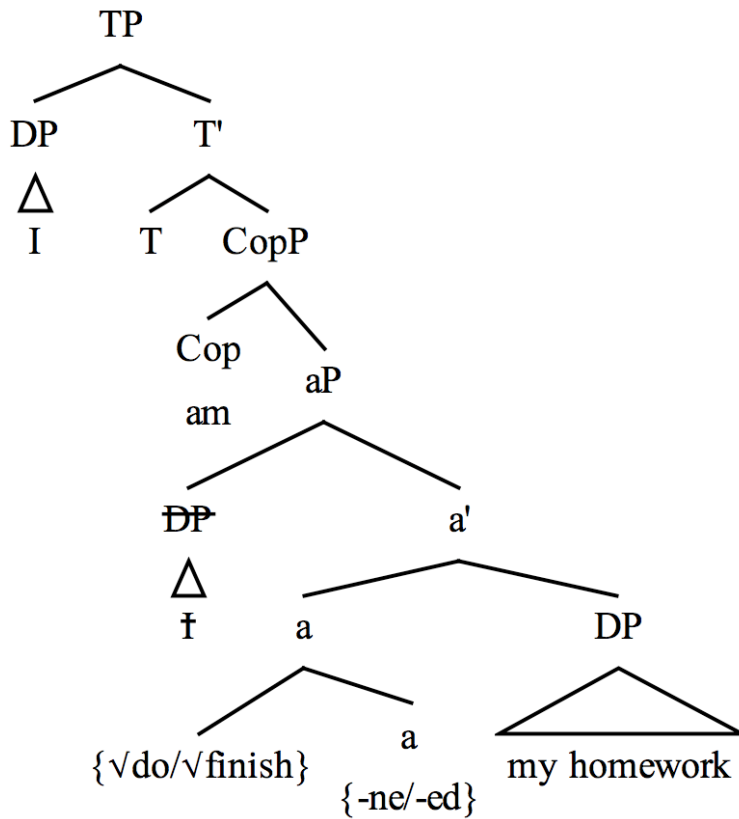 TP
DP T'
I T CopP
Cop aP
am
DP a'
I a DP
{√do/√finish} a my homework
{-ne/-ed}